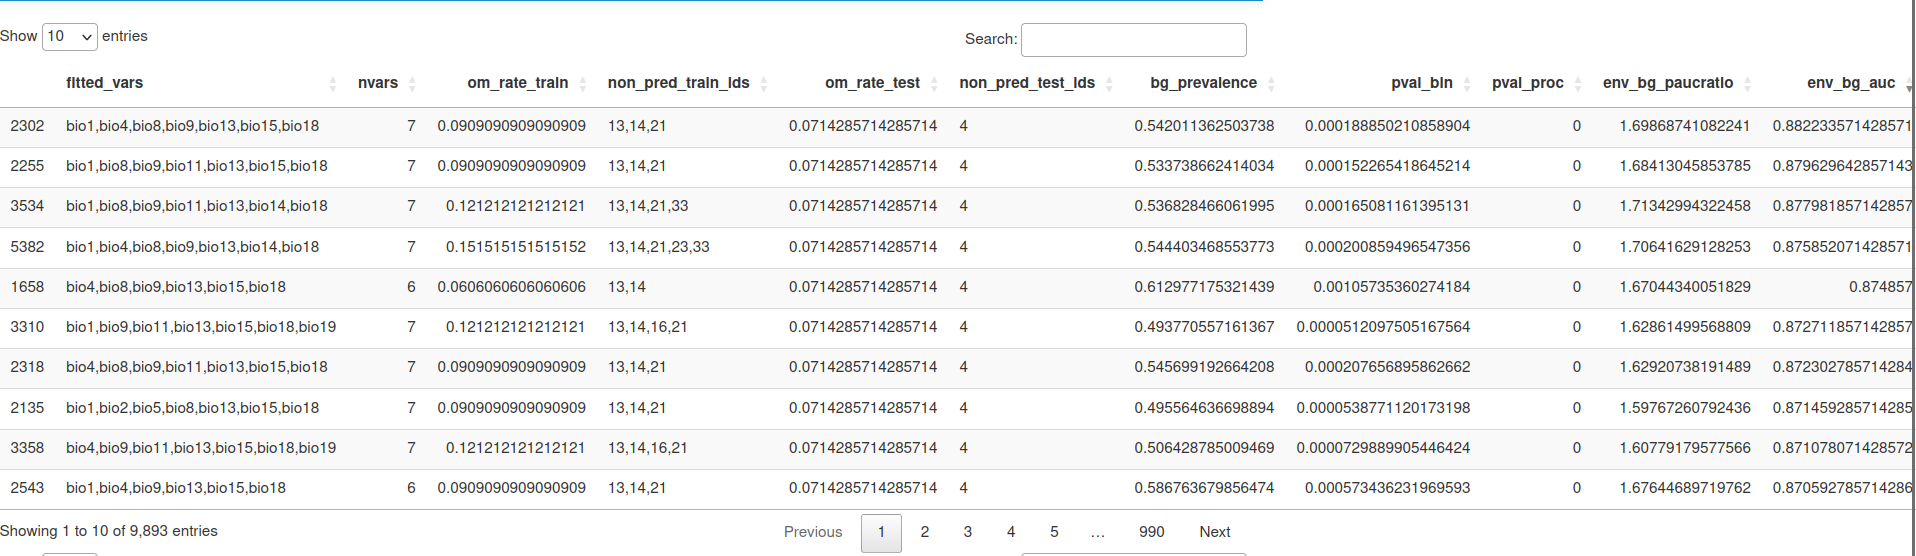 Show 10 entries Search:
fitted_vars nvars om_rate_train non_pred_train_ids om_rate_test non_pred_test_ids bg_prevalence pval_bin pval_proc env_bg_paucratio env_bg_auc
2302 bio1,bio4,bio8,bio9,bio13,bio15,bio18 7 0.0909090909090909 13,14,21 0.0714285714285714 4 0.542011362503738 0.000188850210858904 0 1.69868741082241 0.882233571428571
2255 bio1,bio8,bio9,bio11,bio13,bio15,bio18 7 0.0909090909090909 13,14,21 0.0714285714285714 4 0.533738662414034 0.000152265418645214 0 1.68413045853785 0.879629642857143
3534 bio1,bio8,bio9,bio11,bio13,bio14,bio18 7 0.121212121212121 13,14,21,33 0.0714285714285714 4 0.536828466061995 0.000165081161395131 0 1.71342994322458 0.877981857142857
5382 bio1,bio4,bio8,bio9,bio13,bio14,bio18 7 0.151515151515152 13,14,21,23,33 0.0714285714285714 4 0.544403468553773 0.000200859496547356 0 1.70641629128253 0.875852071428571
1658 bio4,bio8,bio9,bio13,bio15,bio18 6 0.0606060606060606 13,14 0.0714285714285714 4 0.612977175321439 0.00105735360274184 0 1.67044340051829 0.874857
3310 bio1,bio9,bio11,bio13,bio15,bio18,bio19 7 0.121212121212121 13,14,16,21 0.0714285714285714 4 0.493770557161367 0.0000512097505167564 0 1.62861499568809 0.872711857142857
2318 bio4,bio8,bio9,bio11,bio13,bio15,bio18 7 0.0909090909090909 13,14,21 0.0714285714285714 4 0.545699192664208 0.000207656895862662 0 1.62920738191489 0.872302785714284
2135 bio1,bio2,bio5,bio8,bio13,bio15,bio18 7 0.0909090909090909 13,14,21 0.0714285714285714 4 0.495564636698894 0.0000538771120173198 0 1.59767260792436 0.871459285714285
3358 bio4,bio9,bio11,bio13,bio15,bio18,bio19 7 0.121212121212121 13,14,16,21 0.0714285714285714 4 0.506428785009469 0.0000729889905446424 0 1.60779179577566 0.871078071428572
2543 bio1,bio4,bio9,bio13,bio15,bio18 6 0.0909090909090909 13,14,21 0.0714285714285714 4 0.586763679856474 0.000573436231969593 0 1.67644689719762 0.870592785714286
Showing 1 to 10 of 9,893 entries Previous 1 2 3 4 5 … 990 Next